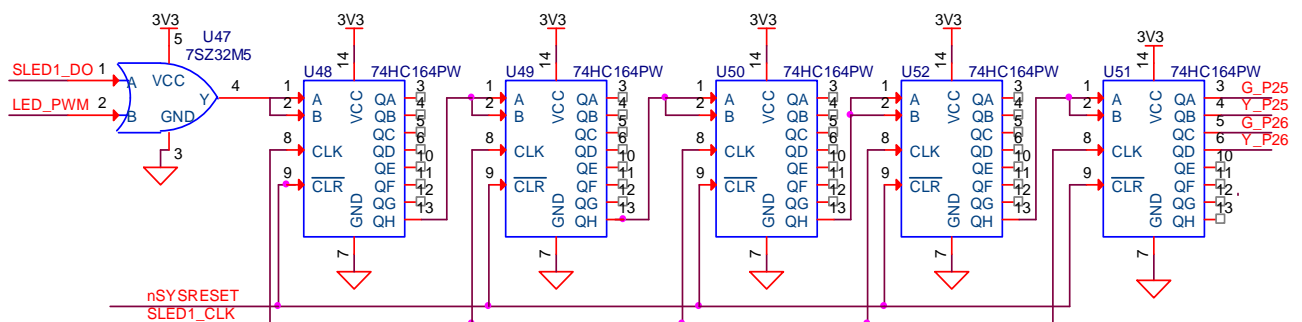 3V3
3V3
3V3
3V3
3V3
5
U47
7SZ32M5
SLED1_DO
1
A
VCC
4
Y
LED_PWM
2
B
GND
3
U48
14
74HC164PW
1
A
2
B
8
CLK
9
CLR
VCC
GND
7
QA
3
QB
4
QC
5
QD
6
QE
10
QF
11
QG
12
QH
13
U49
14
74HC164PW
1
A
2
B
8
CLK
9
CLR
VCC
GND
7
QA
3
QB
4
QC
5
QD
6
QE
10
QF
11
QG
12
QH
13
U50
14
74HC164PW
1
A
2
B
8
CLK
9
CLR
VCC
GND
7
QA
3
QB
4
QC
5
QD
6
QE
10
QF
11
QG
12
QH
13
U52
14
74HC164PW
1
A
2
B
8
CLK
9
CLR
VCC
GND
7
QA
3
QB
4
QC
5
QD
6
QE
10
QF
11
QG
12
QH
13
U51
14
74HC164PW
1
A
2
B
8
CLK
9
CLR
VCC
GND
7
QA
3
G_P25
QB
4
Y_P25
QC
5
G_P26
QD
6
Y_P26
QE
10
QF
11
QG
12
QH
13
nSYSRESET
SLED1_CLK